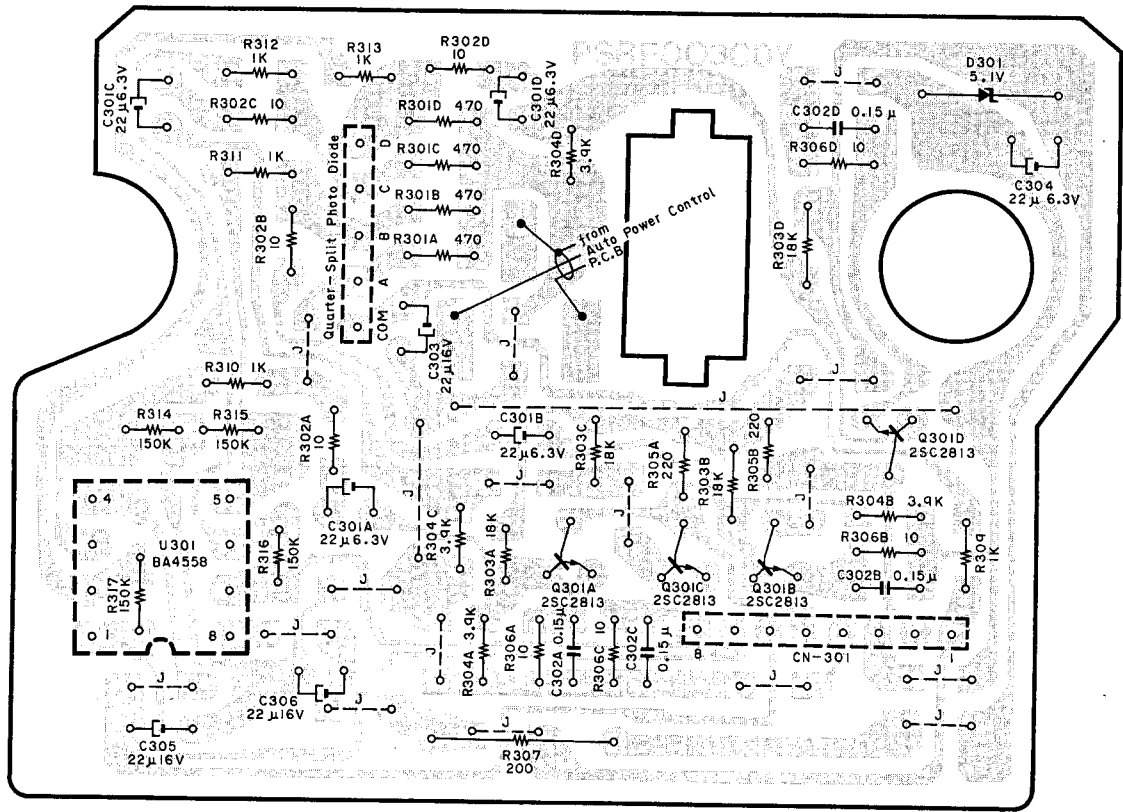 R312
1K
R313
1K
R302D
10
PSBF00300Y
J
D301
5.1V
C301C
22µ6.3V
R302C 10
R301D 470
C301D
22µ6.3V
C302D 0.15µ
R304D
3.9K
R306D 10
R311 1K
R301C 470
C304
22µ6.3V
Quarter-Split Photo Diode
D
C
B
A
COM
R301B 470
R302B
10
R301A 470
from
Auto Power Control
P.C.B
R303D
18K
J
C303
22µ16V
J
J
R310 1K
J
R314
150K
R315
150K
R302A
10
J
C301B
22µ6.3V
R303C
18K
R305A
220
R303B
18K
R305B 220
Q301D
2SC2813
J
J
J
4
5
U301
BA4558
R317
150K
1
8
R316
150K
C301A
22µ6.3V
R304C
3.9K
R303A 18K
R304B 3.9K
R306B 10
C302B 0.15µ
R309
1K
Q301A
2SC2813
Q301C
2SC2813
Q301B
2SC2813
J
J
J
R304A 3.9K
R306A
10
C302A 0.15µ
R306C 10
C302C
0.15µ
8
CN-301
1
J
C306
22µ16V
J
J
J
J
C305
22µ16V
J
R307
200